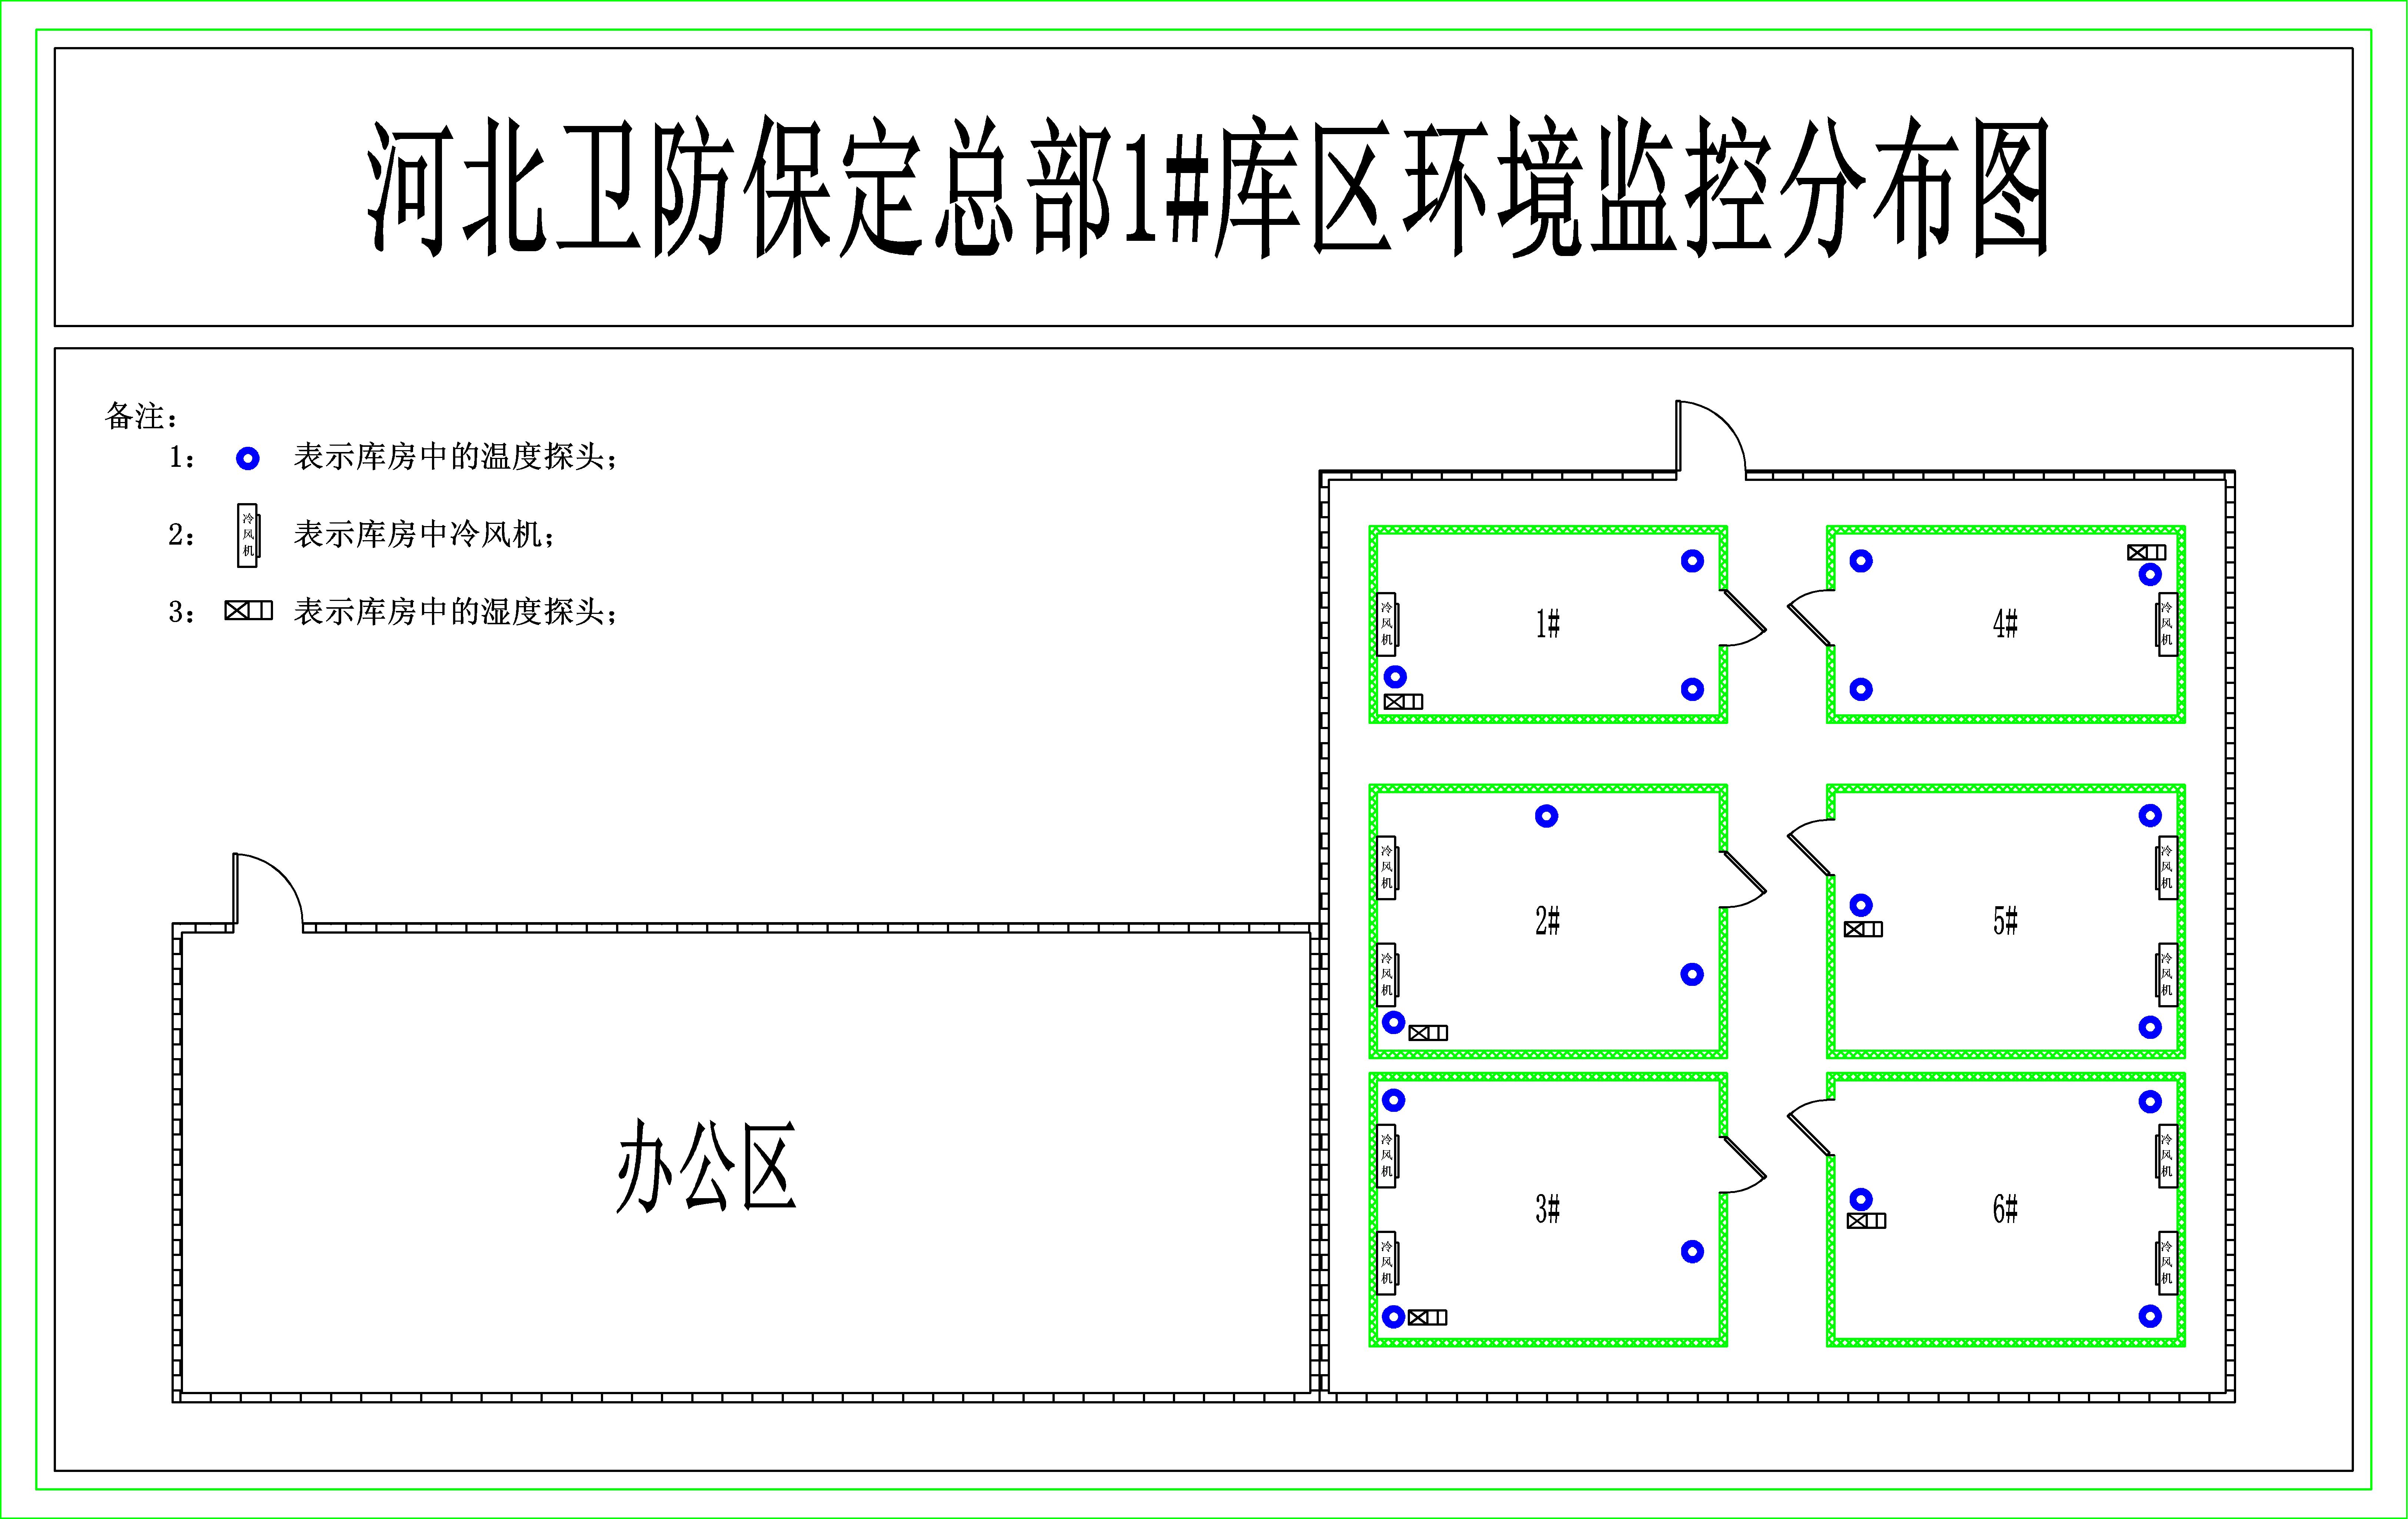 河北卫防保定总部1#库区环境监控分布图
备注：
1： 表示库房中的温度探头；
2： 冷风机 表示库房中冷风机；
3： 表示库房中的湿度探头；
冷风机 1# 4# 冷风机
冷风机 冷风机
2# 5#
冷风机 冷风机
冷风机 冷风机
办公区 3# 6#
冷风机 冷风机